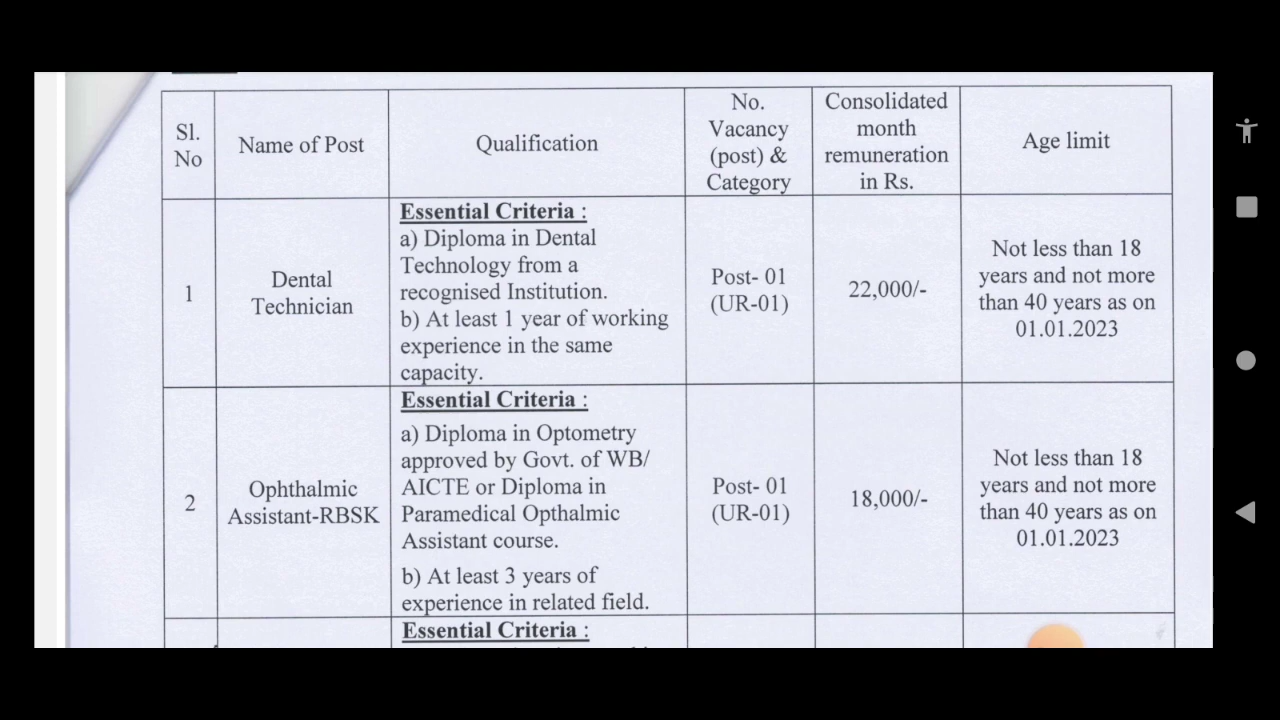 Sl.
No
Name of Post
Qualification
No.
Vacancy
(post) &
Category
Consolidated
month
remuneration
in Rs.
Age limit
1
Dental
Technician
Essential Criteria :
a) Diploma in Dental
Technology from a
recognised Institution.
b) At least 1 year of working
experience in the same
capacity.
Post- 01
(UR-01)
22,000/-
Not less than 18
years and not more
than 40 years as on
01.01.2023
2
Ophthalmic
Assistant-RBSK
Essential Criteria :
a) Diploma in Optometry
approved by Govt. of WB/
AICTE or Diploma in
Paramedical Opthalmic
Assistant course.
b) At least 3 years of
experience in related field.
Post- 01
(UR-01)
18,000/-
Not less than 18
years and not more
than 40 years as on
01.01.2023
Essential Criteria :